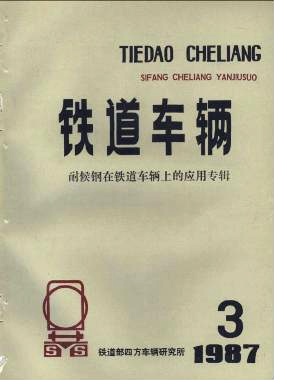 TIEDAO CHELIANG
SIFANG CHELIANG YANJIUSUO
铁道车辆
耐候钢在铁道车辆上的应用专辑
SYS
铁道部四方车辆研究所
3
1987